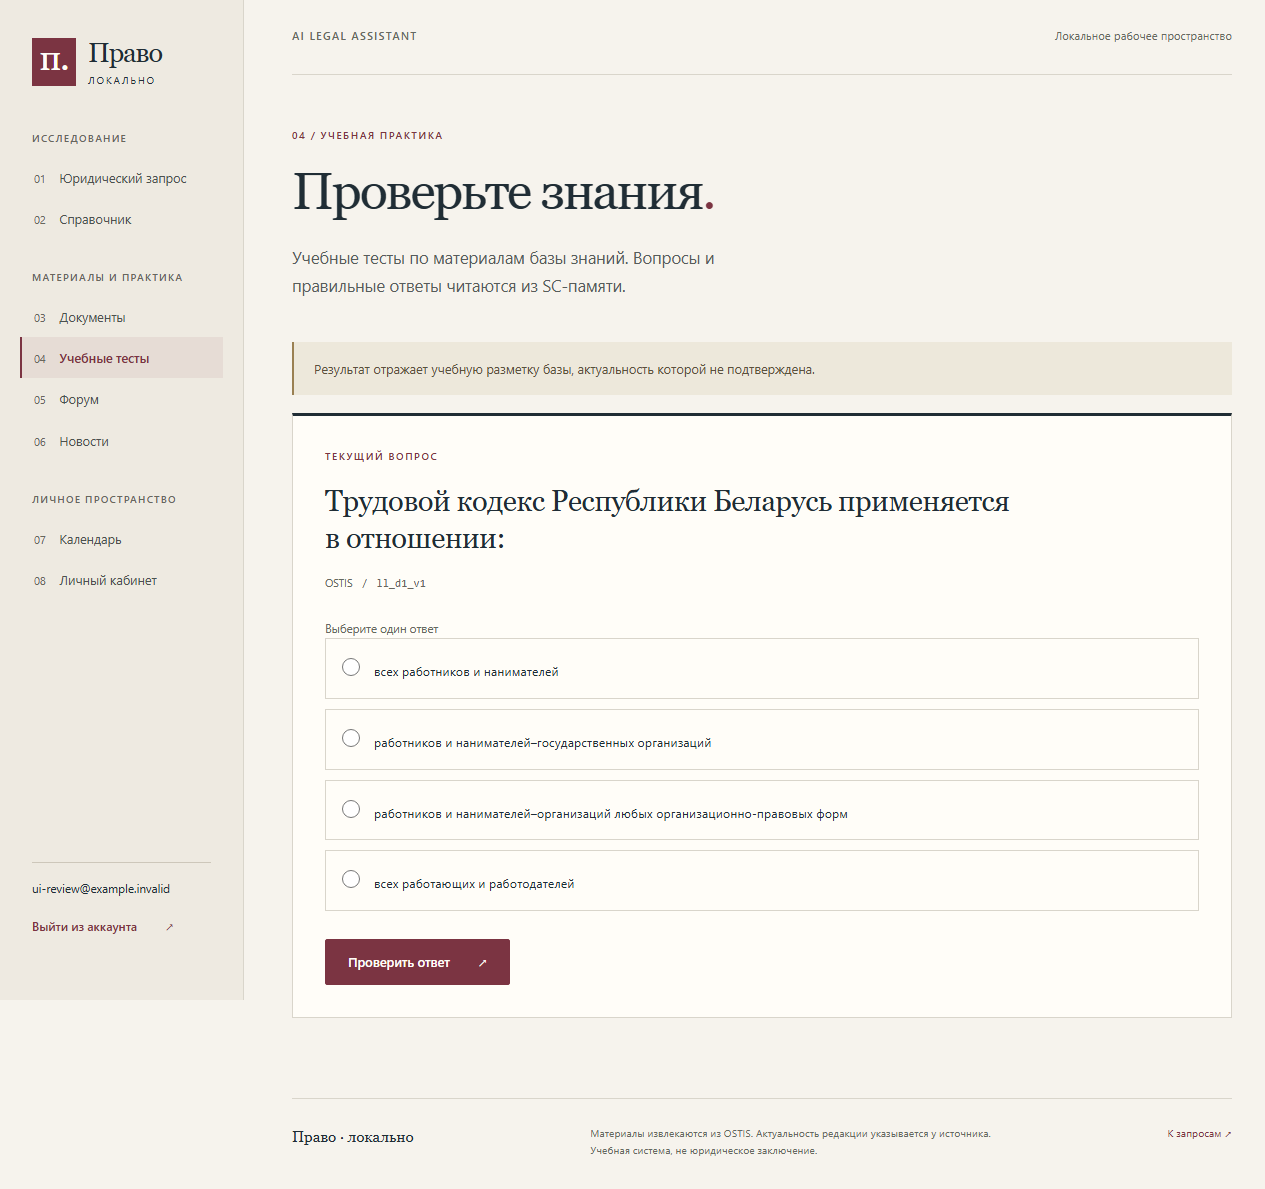 П.
Право
ЛОКАЛЬНО
ИССЛЕДОВАНИЕ
01 Юридический запрос
02 Справочник
МАТЕРИАЛЫ И ПРАКТИКА
03 Документы
04 Учебные тесты
05 Форум
06 Новости
ЛИЧНОЕ ПРОСТРАНСТВО
07 Календарь
08 Личный кабинет
ui-review@example.invalid
Выйти из аккаунта ↗
AI LEGAL ASSISTANT
Локальное рабочее пространство
04 / УЧЕБНАЯ ПРАКТИКА
Проверьте знания.
Учебные тесты по материалам базы знаний. Вопросы и
правильные ответы читаются из SC-памяти.
Результат отражает учебную разметку базы, актуальность которой не подтверждена.
ТЕКУЩИЙ ВОПРОС
Трудовой кодекс Республики Беларусь применяется
в отношении:
OSTIS / ll_d1_v1
Выберите один ответ
всех работников и нанимателей
работников и нанимателей–государственных организаций
работников и нанимателей–организаций любых организационно-правовых форм
всех работающих и работодателей
Проверить ответ ↗
Право · локально
Материалы извлекаются из OSTIS. Актуальность редакции указывается у источника.
Учебная система, не юридическое заключение.
К запросам ↗